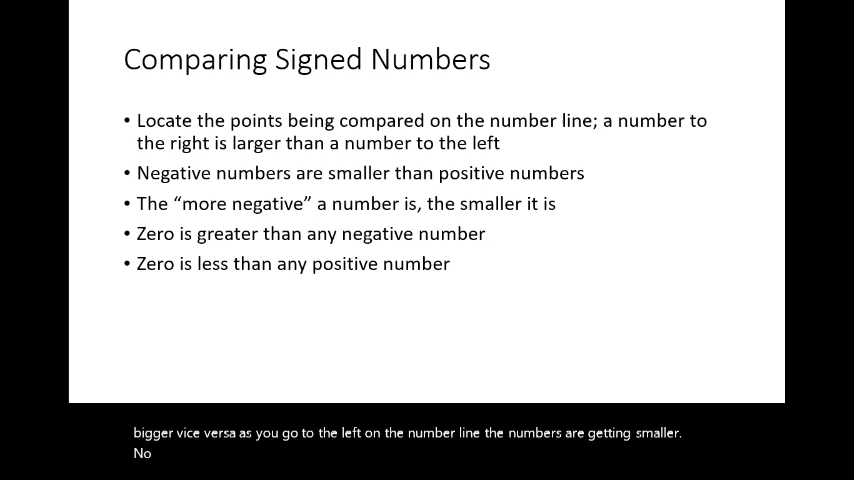 Comparing Signed Numbers
• Locate the points being compared on the number line; a number to
the right is larger than a number to the left
• Negative numbers are smaller than positive numbers
• The “more negative” a number is, the smaller it is
• Zero is greater than any negative number
• Zero is less than any positive number
bigger vice versa as you go to the left on the number line the numbers are getting smaller.
No